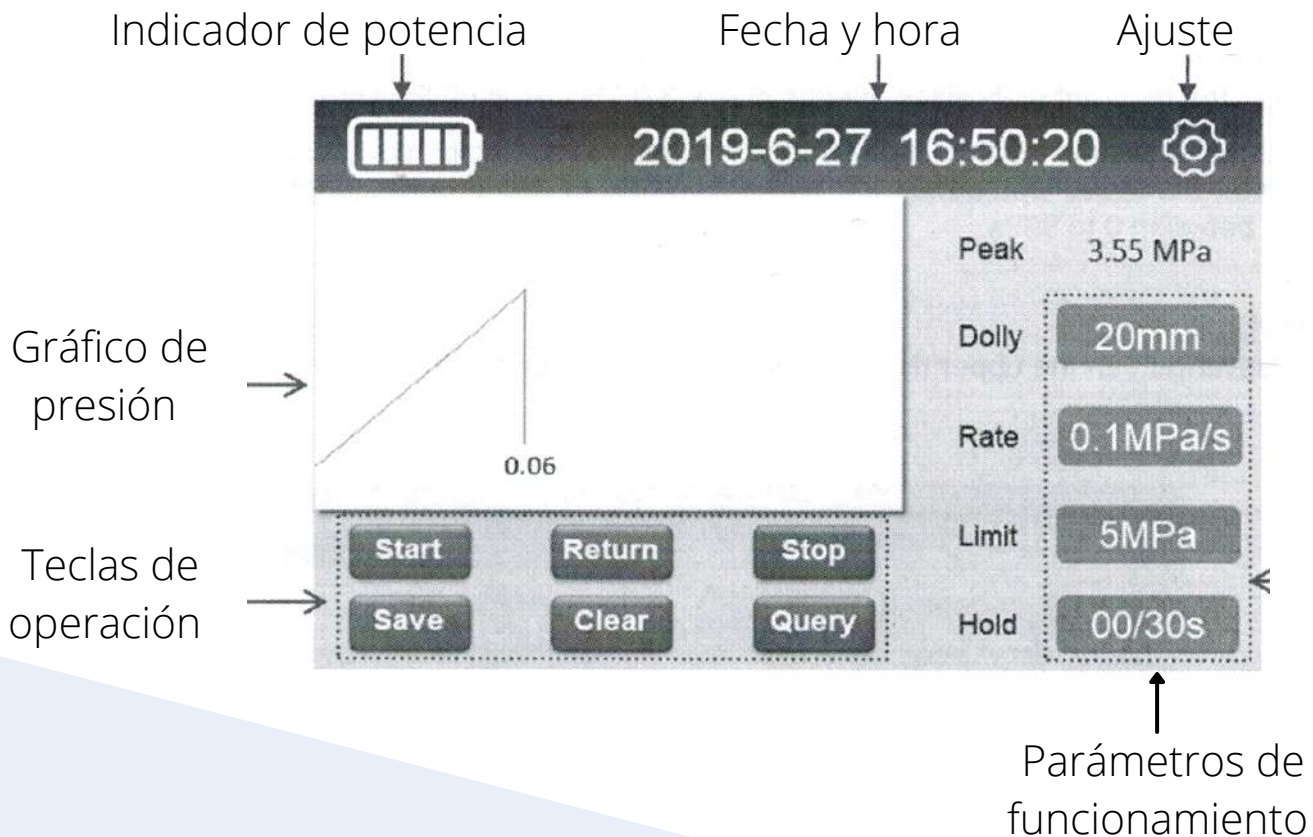 Indicador de potencia
Fecha y hora
Ajuste
2019-6-27 16:50:20
Gráfico de
presión
0.06
Peak 3.55 MPa
Dolly 20mm
Rate 0.1MPa/s
Limit 5MPa
Hold 00/30s
Teclas de
operación
Start Return Stop
Save Clear Query
Parámetros de
funcionamiento